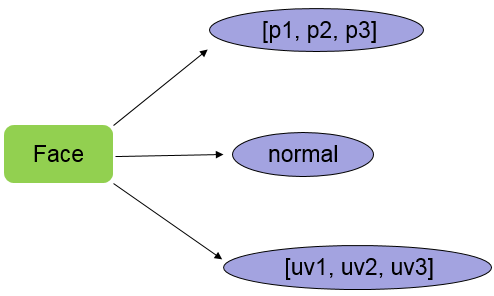 [p1, p2, p3]
Face
normal
[uv1, uv2, uv3]